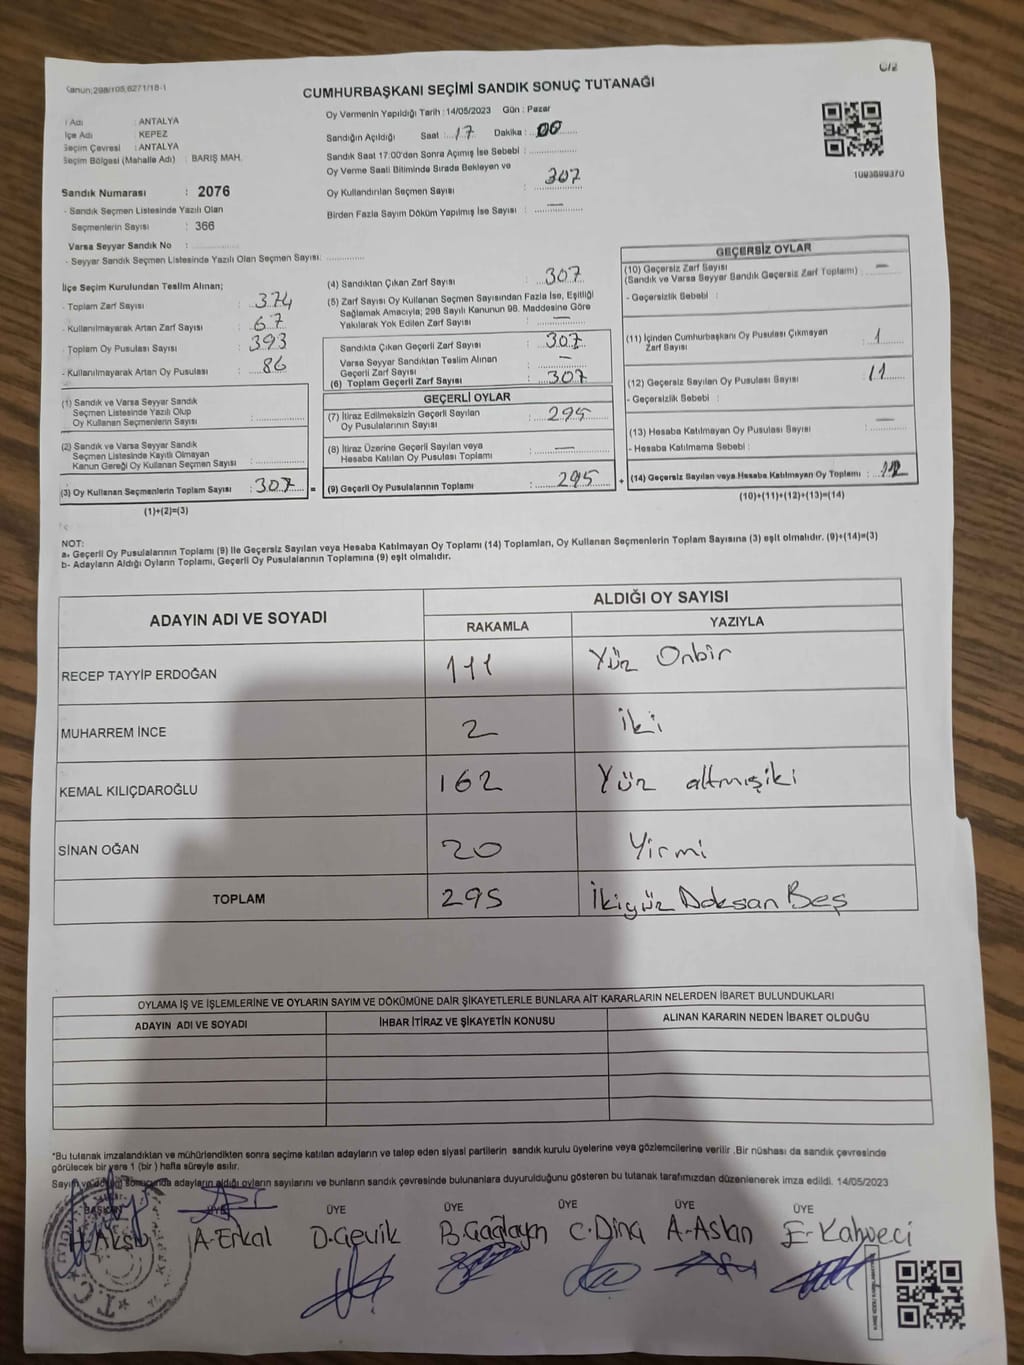 Kanun;298/105,6271/18-1
C/2
CUMHURBAŞKANI SEÇİMİ SANDIK SONUÇ TUTANAĞI
İl Adı : ANTALYA
İlçe Adı : KEPEZ
Seçim Çevresi : ANTALYA
Seçim Bölgesi (Mahalle Adı) : BARIŞ MAH.
Sandık Numarası : 2076
- Sandık Seçmen Listesinde Yazılı Olan
Seçmenlerin Sayısı : 366
Varsa Seyyar Sandık No :
- Seyyar Sandık Seçmen Listesinde Yazılı Olan Seçmen Sayısı:
Oy Vermenin Yapıldığı Tarih : 14/05/2023 Gün : Pazar
Sandığın Açıldığı Saat : 17 Dakika : 00
Sandık Saat 17:00'den Sonra Açımış İse Sebebi :
Oy Verme Saati Bitiminde Sırada Bekleyen ve
Oy Kullandırılan Seçmen Sayısı : 307
Birden Fazla Sayım Döküm Yapılmış İse Sayısı : —
1093899370
İlçe Seçim Kurulundan Teslim Alınan;
- Toplam Zarf Sayısı : 374
- Kullanılmayarak Artan Zarf Sayısı : 67
- Toplam Oy Pusulası Sayısı : 393
- Kullanılmayarak Artan Oy Pusulası : 86
(1) Sandık ve Varsa Seyyar Sandık
Seçmen Listesinde Yazılı Olup
Oy Kullanan Seçmenlerin Sayısı :
(2) Sandık ve Varsa Seyyar Sandık
Seçmen Listesinde Kayıtlı Olmayan
Kanun Gereği Oy Kullanan Seçmen Sayısı :
(3) Oy Kullanan Seçmenlerin Toplam Sayısı : 307 =
(1)+(2)=(3)
(4) Sandıktan Çıkan Zarf Sayısı : 307
(5) Zarf Sayısı Oy Kullanan Seçmen Sayısından Fazla İse, Eşitliği
Sağlamak Amacıyla; 298 Sayılı Kanunun 98. Maddesine Göre
Yakılarak Yok Edilen Zarf Sayısı : —
Sandıkta Çıkan Geçerli Zarf Sayısı : 307
Varsa Seyyar Sandıktan Teslim Alınan
Geçerli Zarf Sayısı : —
(6) Toplam Geçerli Zarf Sayısı : 307
GEÇERLİ OYLAR
(7) İtiraz Edilmeksizin Geçerli Sayılan
Oy Pusulalarının Sayısı : 295
(8) İtiraz Üzerine Geçerli Sayılan veya
Hesaba Katılan Oy Pusulası Toplamı : —
(9) Geçerli Oy Pusulalarının Toplamı : 295 +
GEÇERSİZ OYLAR
(10) Geçersiz Zarf Sayısı
(Sandık ve Varsa Seyyar Sandık Geçersiz Zarf Toplamı) : —
- Geçersizlik Sebebi :
(11) İçinden Cumhurbaşkanı Oy Pusulası Çıkmayan
Zarf Sayısı : 1
(12) Geçersiz Sayılan Oy Pusulası Sayısı : 11
- Geçersizlik Sebebi :
(13) Hesaba Katılmayan Oy Pusulası Sayısı : —
- Hesaba Katılmama Sebebi :
(14) Geçersiz Sayılan veya Hesaba Katılmayan Oy Toplamı : 12
(10)+(11)+(12)+(13)=(14)
NOT:
a- Geçerli Oy Pusulalarının Toplamı (9) ile Geçersiz Sayılan veya Hesaba Katılmayan Oy Toplamı (14) Toplamları, Oy Kullanan Seçmenlerin Toplam Sayısına (3) eşit olmalıdır. (9)+(14)=(3)
b- Adayların Aldığı Oyların Toplamı, Geçerli Oy Pusulalarının Toplamına (9) eşit olmalıdır.
ADAYIN ADI VE SOYADI ALDIĞI OY SAYISI
RAKAMLA YAZIYLA
RECEP TAYYİP ERDOĞAN 111 Yüz Onbir
MUHARREM İNCE 2 İki
KEMAL KILIÇDAROĞLU 162 Yüz altmışiki
SİNAN OĞAN 20 Yirmi
TOPLAM 295 İkiyüz Doksan Beş
OYLAMA İŞ VE İŞLEMLERİNE VE OYLARIN SAYIM VE DÖKÜMÜNE DAİR ŞİKAYETLERLE BUNLARA AİT KARARLARIN NELERDEN İBARET BULUNDUKLARI
ADAYIN ADI VE SOYADI İHBAR İTİRAZ VE ŞİKAYETİN KONUSU ALINAN KARARIN NEDEN İBARET OLDUĞU
*Bu tutanak imzalandıktan ve mühürlendikten sonra seçime katılan adayların ve talep eden siyasi partilerin sandık kurulu üyelerine veya gözlemcilerine verilir .Bir nüshası da sandık çevresinde
görülecek bir yere 1 (bir ) hafta süreyle asılır.
Sayım ve döküm sonucunda adayların aldığı oyların sayılarını ve bunların sandık çevresinde bulunanlara duyurulduğunu gösteren bu tutanak tarafımızdan düzenlenerek imza edildi. 14/05/2023
BAŞKAN ÜYE ÜYE ÜYE ÜYE ÜYE ÜYE
A.Erkal D.Gevik B.Gağlayan C.Dinç A.Aslan E.Kahveci
T.C.